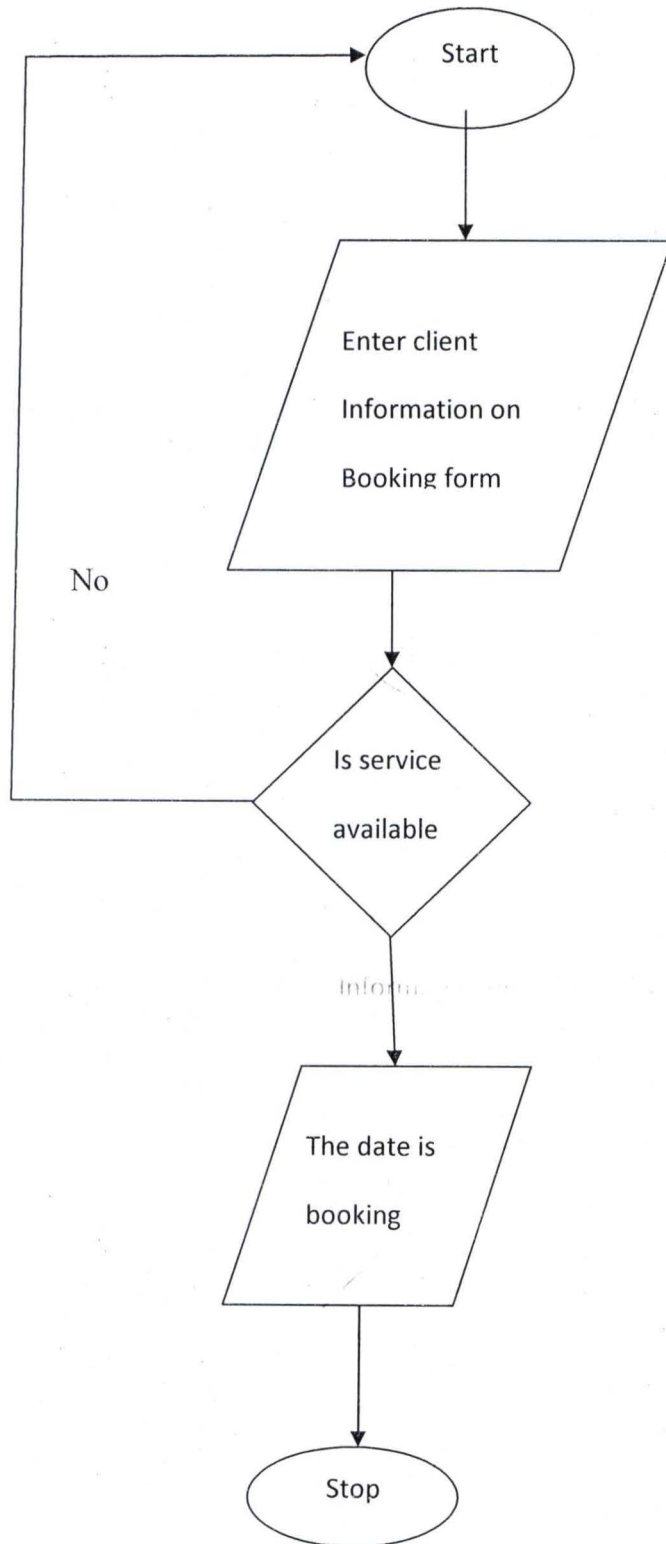 Start
Enter client
Information on
Booking form
No
Is service
available
The date is
booking
Stop